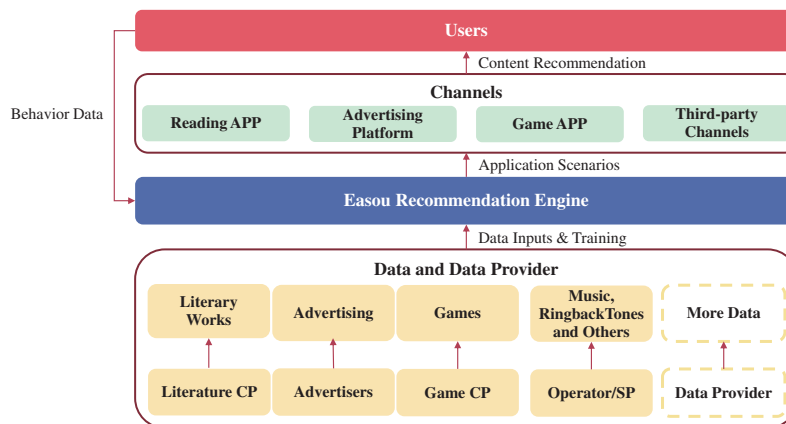 Users
Content Recommendation
Behavior Data
Channels
Reading APP
Advertising
Platform
Game APP
Third-party
Channels
Application Scenarios
Easou Recommendation Engine
Data Inputs & Training
Data and Data Provider
Literary
Works
Advertising
Games
Music,
RingbackTones
and Others
More Data
Literature CP
Advertisers
Game CP
Operator/SP
Data Provider